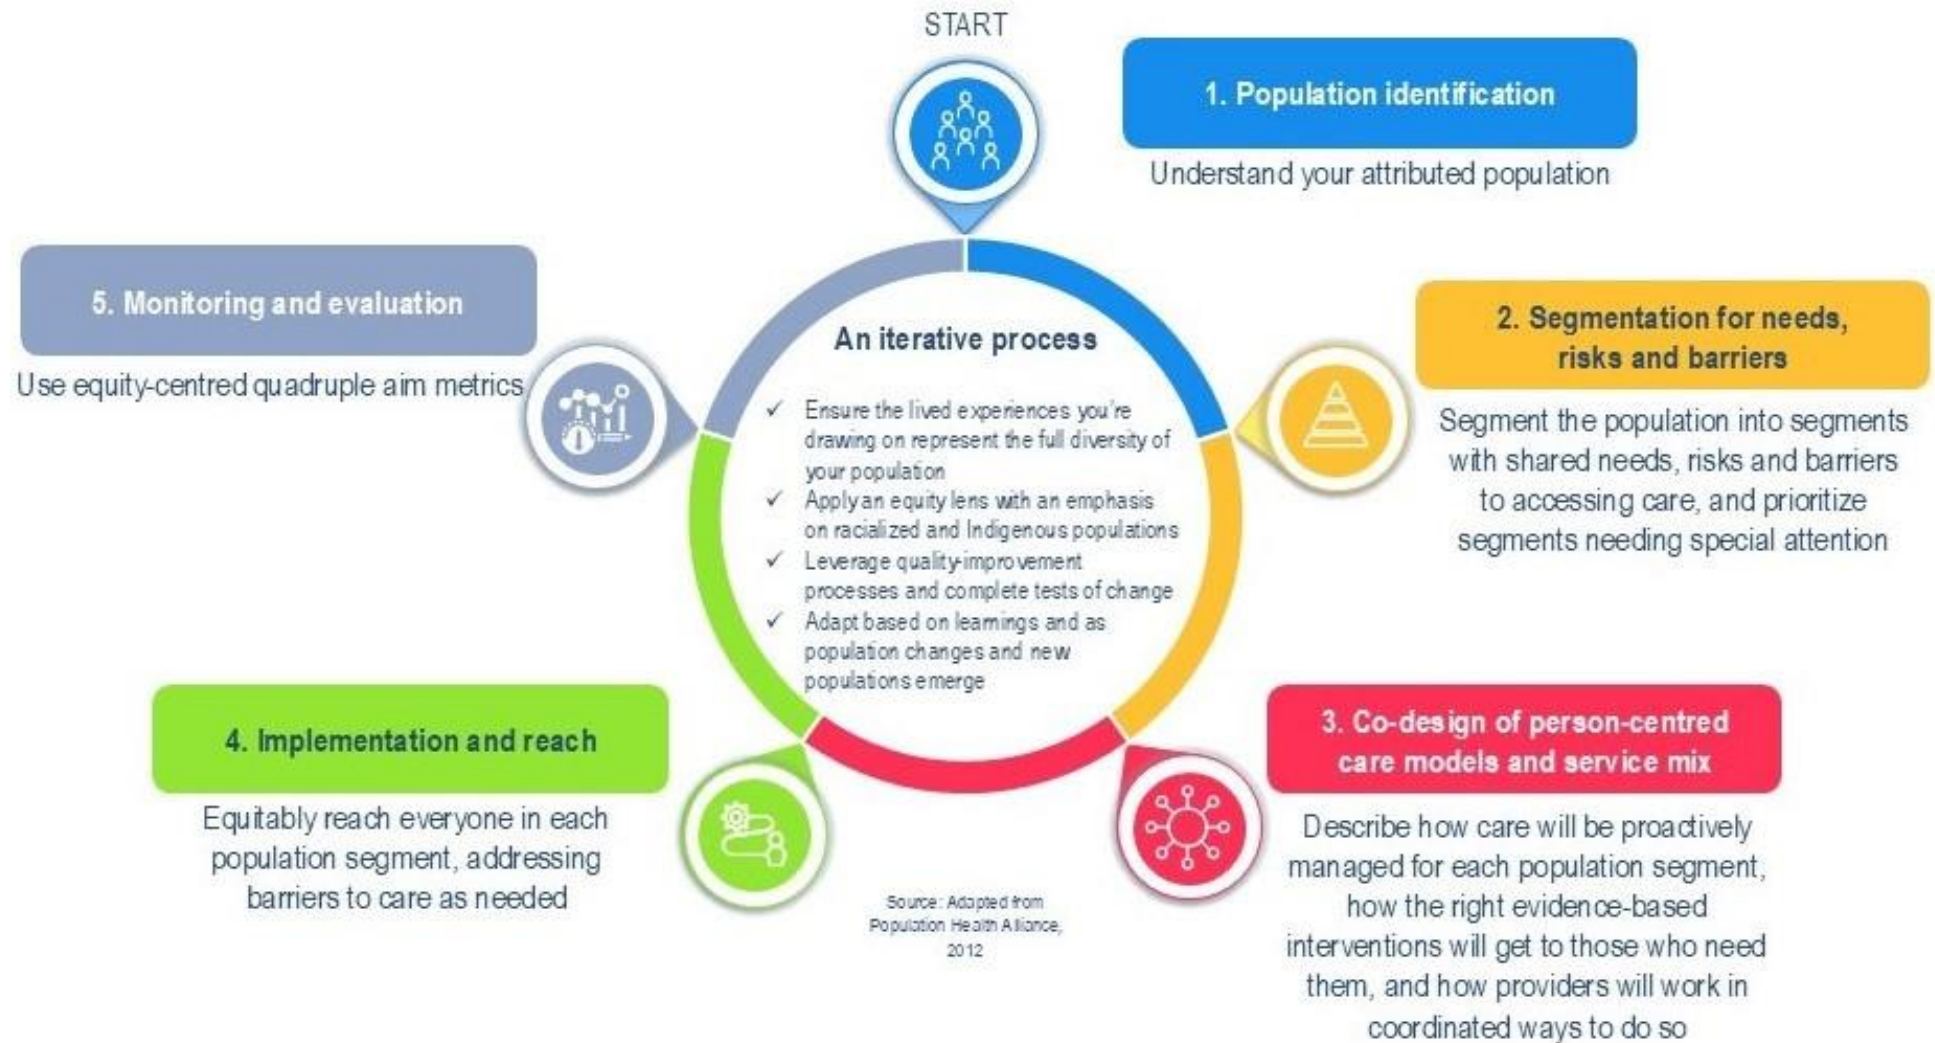 START
1. Population identification
Understand your attributed population
2. Segmentation for needs,
risks and barriers
Segment the population into segments
with shared needs, risks and barriers
to accessing care, and prioritize
segments needing special attention
3. Co-design of person-centred
care models and service mix
Describe how care will be proactively
managed for each population segment,
how the right evidence-based
interventions will get to those who need
them, and how providers will work in
coordinated ways to do so
4. Implementation and reach
Equitably reach everyone in each
population segment, addressing
barriers to care as needed
5. Monitoring and evaluation
Use equity-centred quadruple aim metrics
An iterative process
✓ Ensure the lived experiences you're
drawing on represent the full diversity of
your population
✓ Apply an equity lens with an emphasis
on racialized and Indigenous populations
✓ Leverage quality-improvement
processes and complete tests of change
✓ Adapt based on learnings and as
population changes and new
populations emerge
Source: Adapted from
Population Health Alliance,
2012